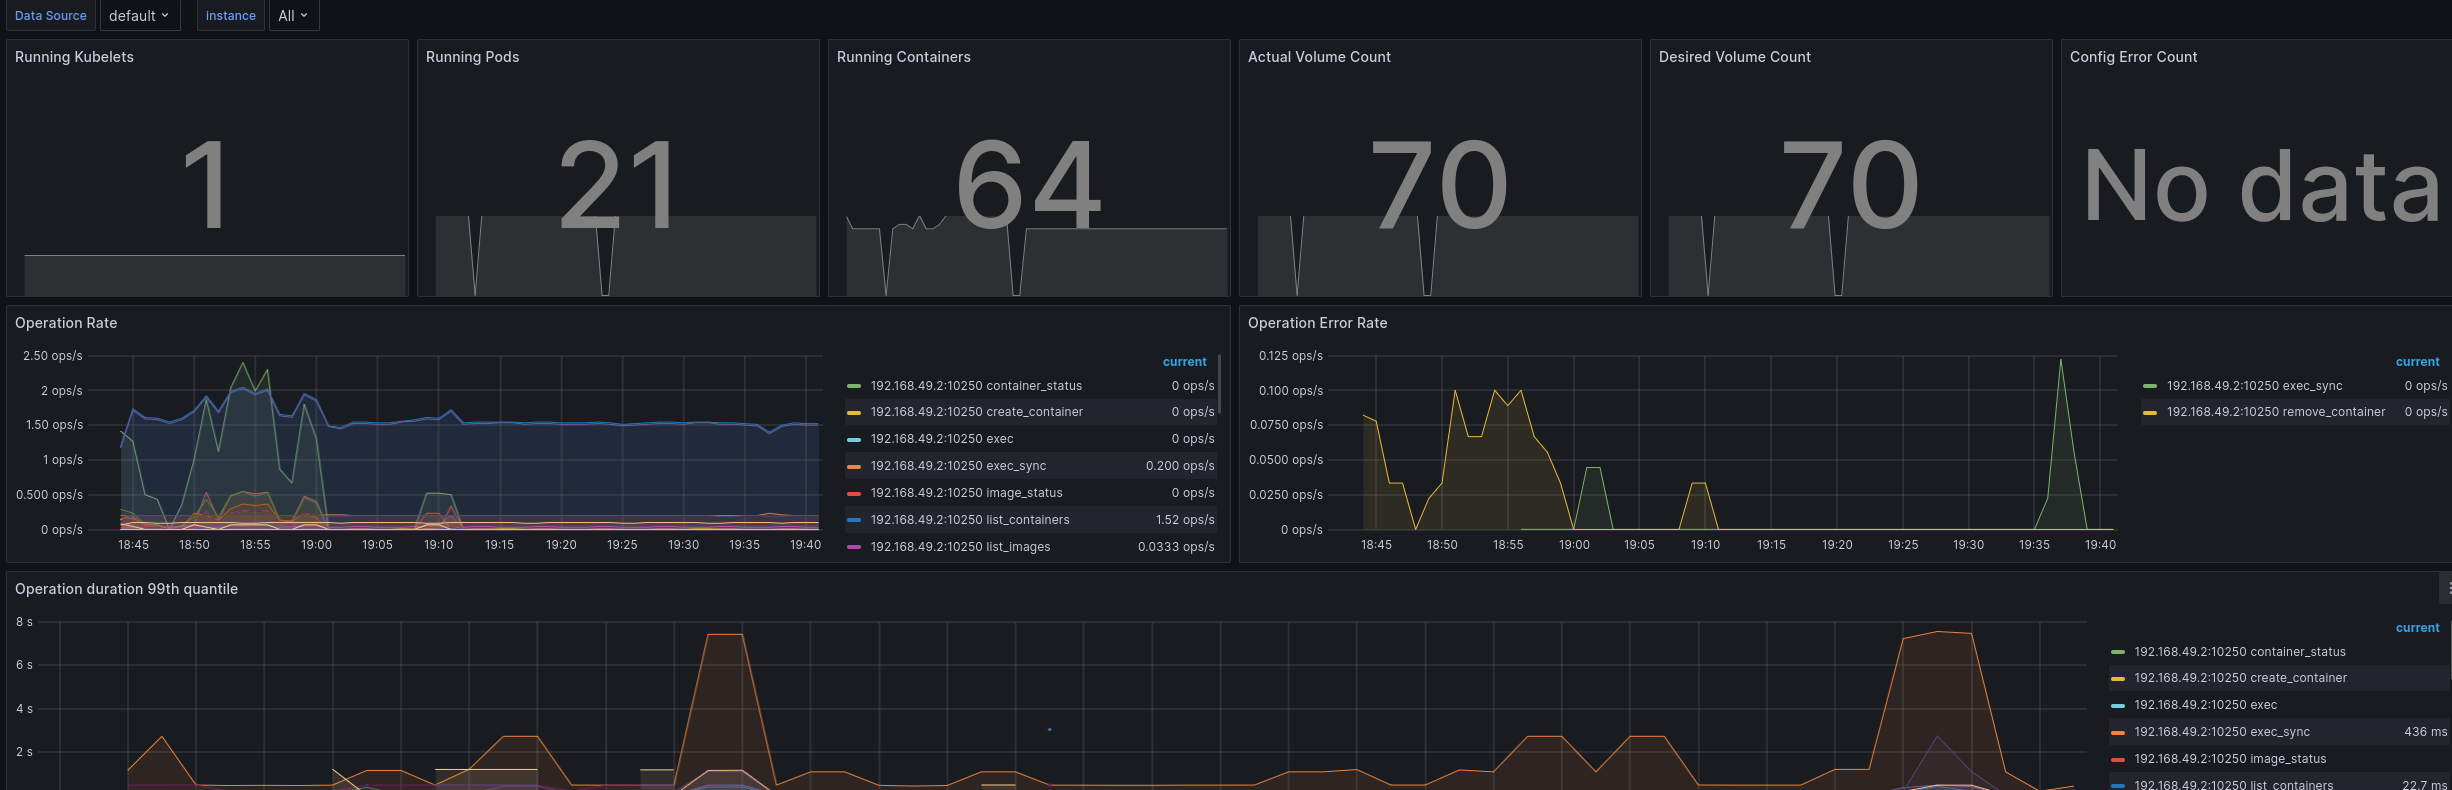 Data Source default instance All
Running Kubelets
1
Running Pods
21
Running Containers
64
Actual Volume Count
70
Desired Volume Count
70
Config Error Count
No data
Operation Rate
2.50 ops/s
2 ops/s
1.50 ops/s
1 ops/s
0.500 ops/s
0 ops/s
18:45 18:50 18:55 19:00 19:05 19:10 19:15 19:20 19:25 19:30 19:35 19:40
current
192.168.49.2:10250 container_status 0 ops/s
192.168.49.2:10250 create_container 0 ops/s
192.168.49.2:10250 exec 0 ops/s
192.168.49.2:10250 exec_sync 0.200 ops/s
192.168.49.2:10250 image_status 0 ops/s
192.168.49.2:10250 list_containers 1.52 ops/s
192.168.49.2:10250 list_images 0.0333 ops/s
Operation Error Rate
0.125 ops/s
0.100 ops/s
0.0750 ops/s
0.0500 ops/s
0.0250 ops/s
0 ops/s
18:45 18:50 18:55 19:00 19:05 19:10 19:15 19:20 19:25 19:30 19:35 19:40
current
192.168.49.2:10250 exec_sync 0 ops/s
192.168.49.2:10250 remove_container 0 ops/s
Operation duration 99th quantile
8 s
6 s
4 s
2 s
current
192.168.49.2:10250 container_status
192.168.49.2:10250 create_container
192.168.49.2:10250 exec
192.168.49.2:10250 exec_sync 436 ms
192.168.49.2:10250 image_status
192.168.49.2:10250 list_containers 22.7 ms